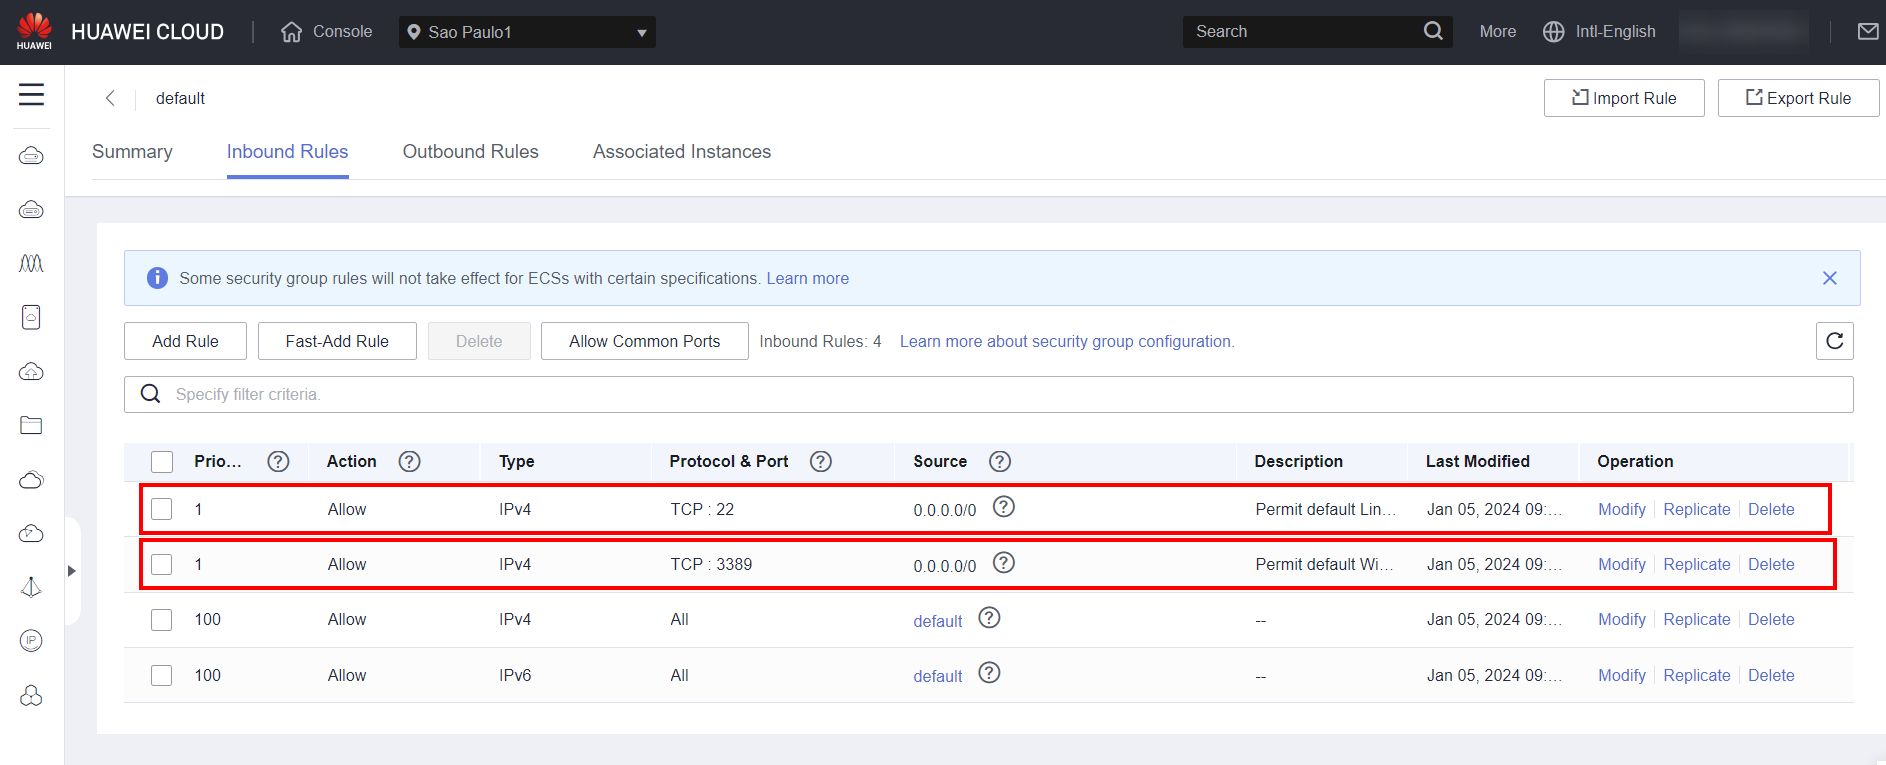 HUAWEI
HUAWEI CLOUD
Console
Sao Paulo1
Search
More
Intl-English
default
Import Rule
Export Rule
Summary
Inbound Rules
Outbound Rules
Associated Instances
Some security group rules will not take effect for ECSs with certain specifications. Learn more
Add Rule
Fast-Add Rule
Delete
Allow Common Ports
Inbound Rules: 4
Learn more about security group configuration.
Specify filter criteria.
Prio... Action Type Protocol & Port Source Description Last Modified Operation
1 Allow IPv4 TCP : 22 0.0.0.0/0 Permit default Lin... Jan 05, 2024 09:... Modify Replicate Delete
1 Allow IPv4 TCP : 3389 0.0.0.0/0 Permit default Wi... Jan 05, 2024 09:... Modify Replicate Delete
100 Allow IPv4 All default -- Jan 05, 2024 09:... Modify Replicate Delete
100 Allow IPv6 All default -- Jan 05, 2024 09:... Modify Replicate Delete
IP